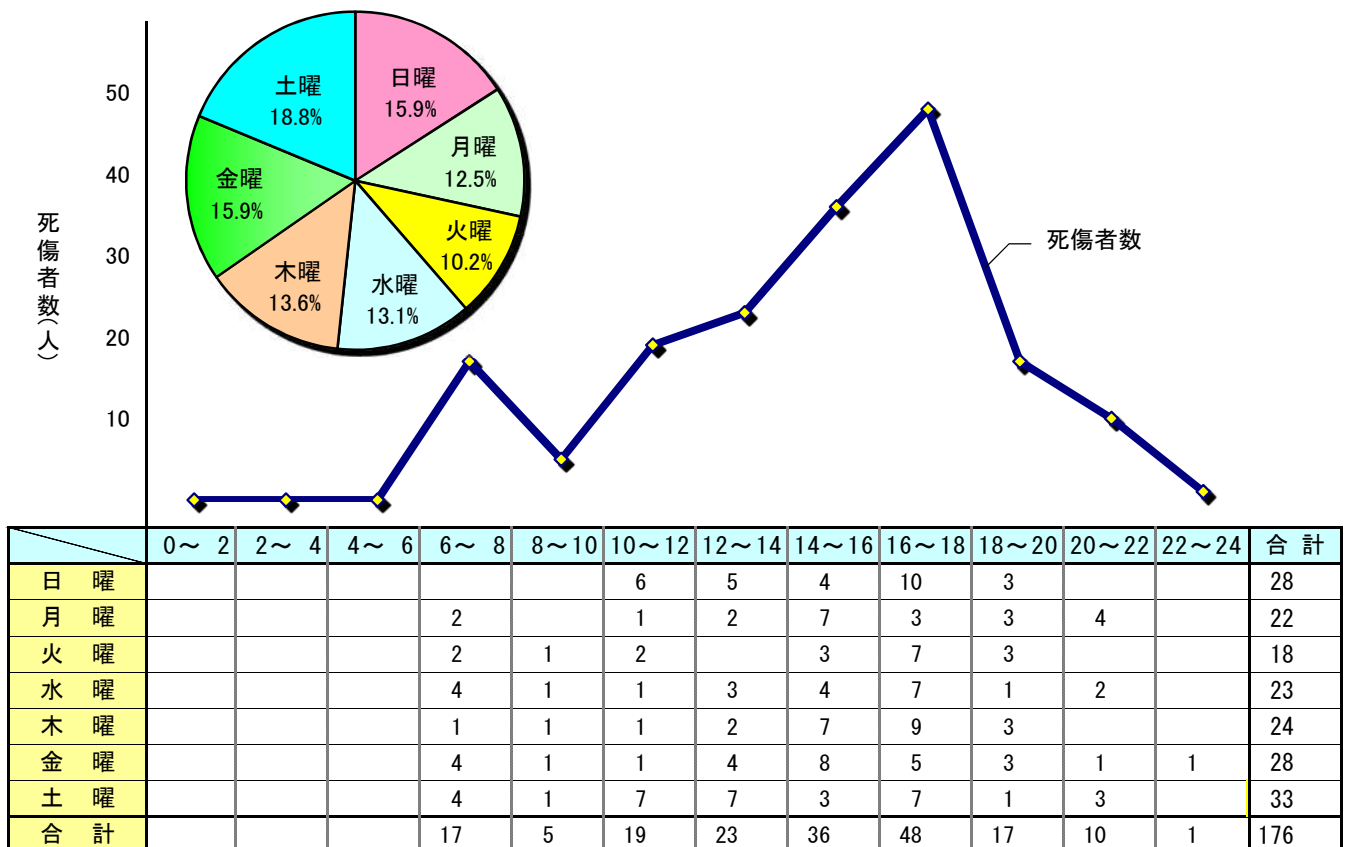 50
40
30
20
10
死傷者数(人)
土曜
18.8%
日曜
15.9%
月曜
12.5%
火曜
10.2%
水曜
13.1%
木曜
13.6%
金曜
15.9%
死傷者数
0～ 2 2～ 4 4～ 6 6～ 8 8～10 10～12 12～14 14～16 16～18 18～20 20～22 22～24 合 計
日 曜 6 5 4 10 3 28
月 曜 2 1 2 7 3 3 4 22
火 曜 2 1 2 3 7 3 18
水 曜 4 1 1 3 4 7 1 2 23
木 曜 1 1 1 2 7 9 3 24
金 曜 4 1 1 4 8 5 3 1 1 28
土 曜 4 1 7 7 3 7 1 3 33
合 計 17 5 19 23 36 48 17 10 1 176